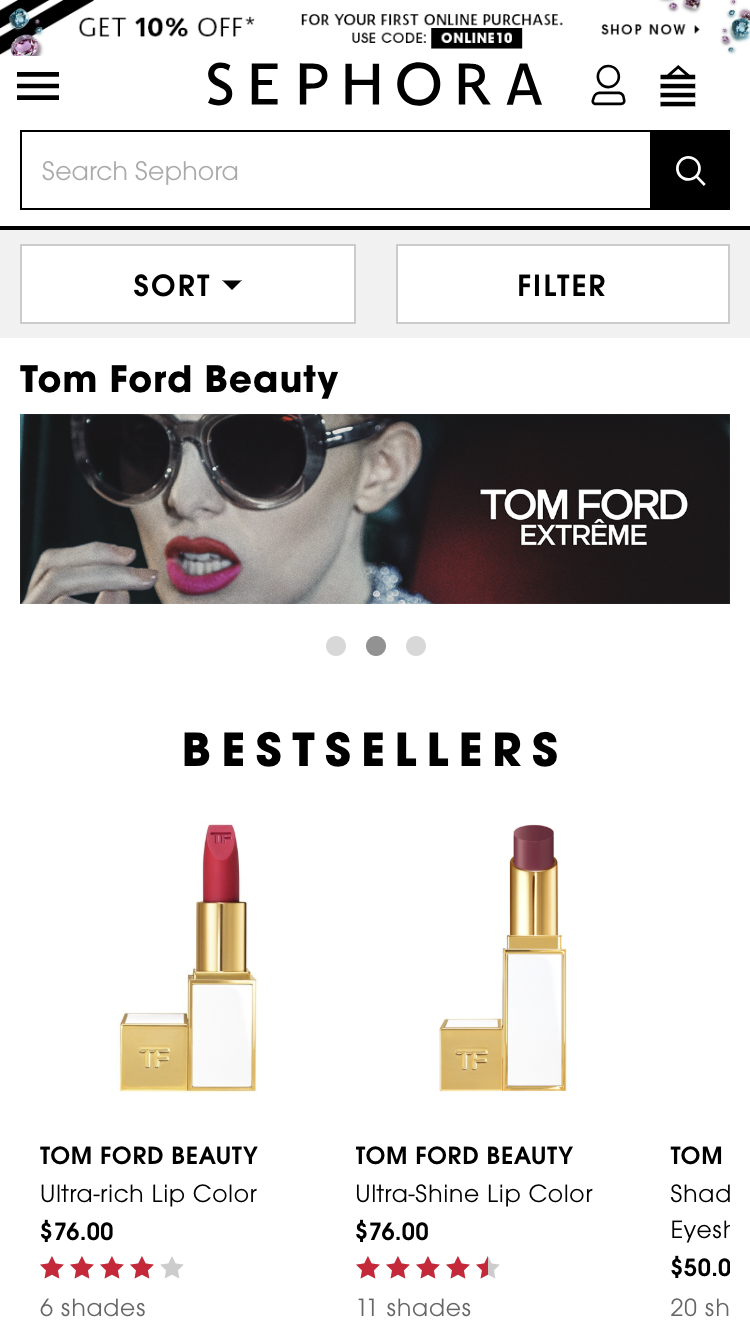 GET 10% OFF*
FOR YOUR FIRST ONLINE PURCHASE.
USE CODE: ONLINE10
SHOP NOW
SEPHORA
Search Sephora
SORT
FILTER
Tom Ford Beauty
TOM FORD
EXTRÊME
BESTSELLERS
TF
TF
TF
TOM FORD BEAUTY
Ultra-rich Lip Color
$76.00
6 shades
TOM FORD BEAUTY
Ultra-Shine Lip Color
$76.00
11 shades
TOM
Shad
Eyesh
$50.0
20 sh